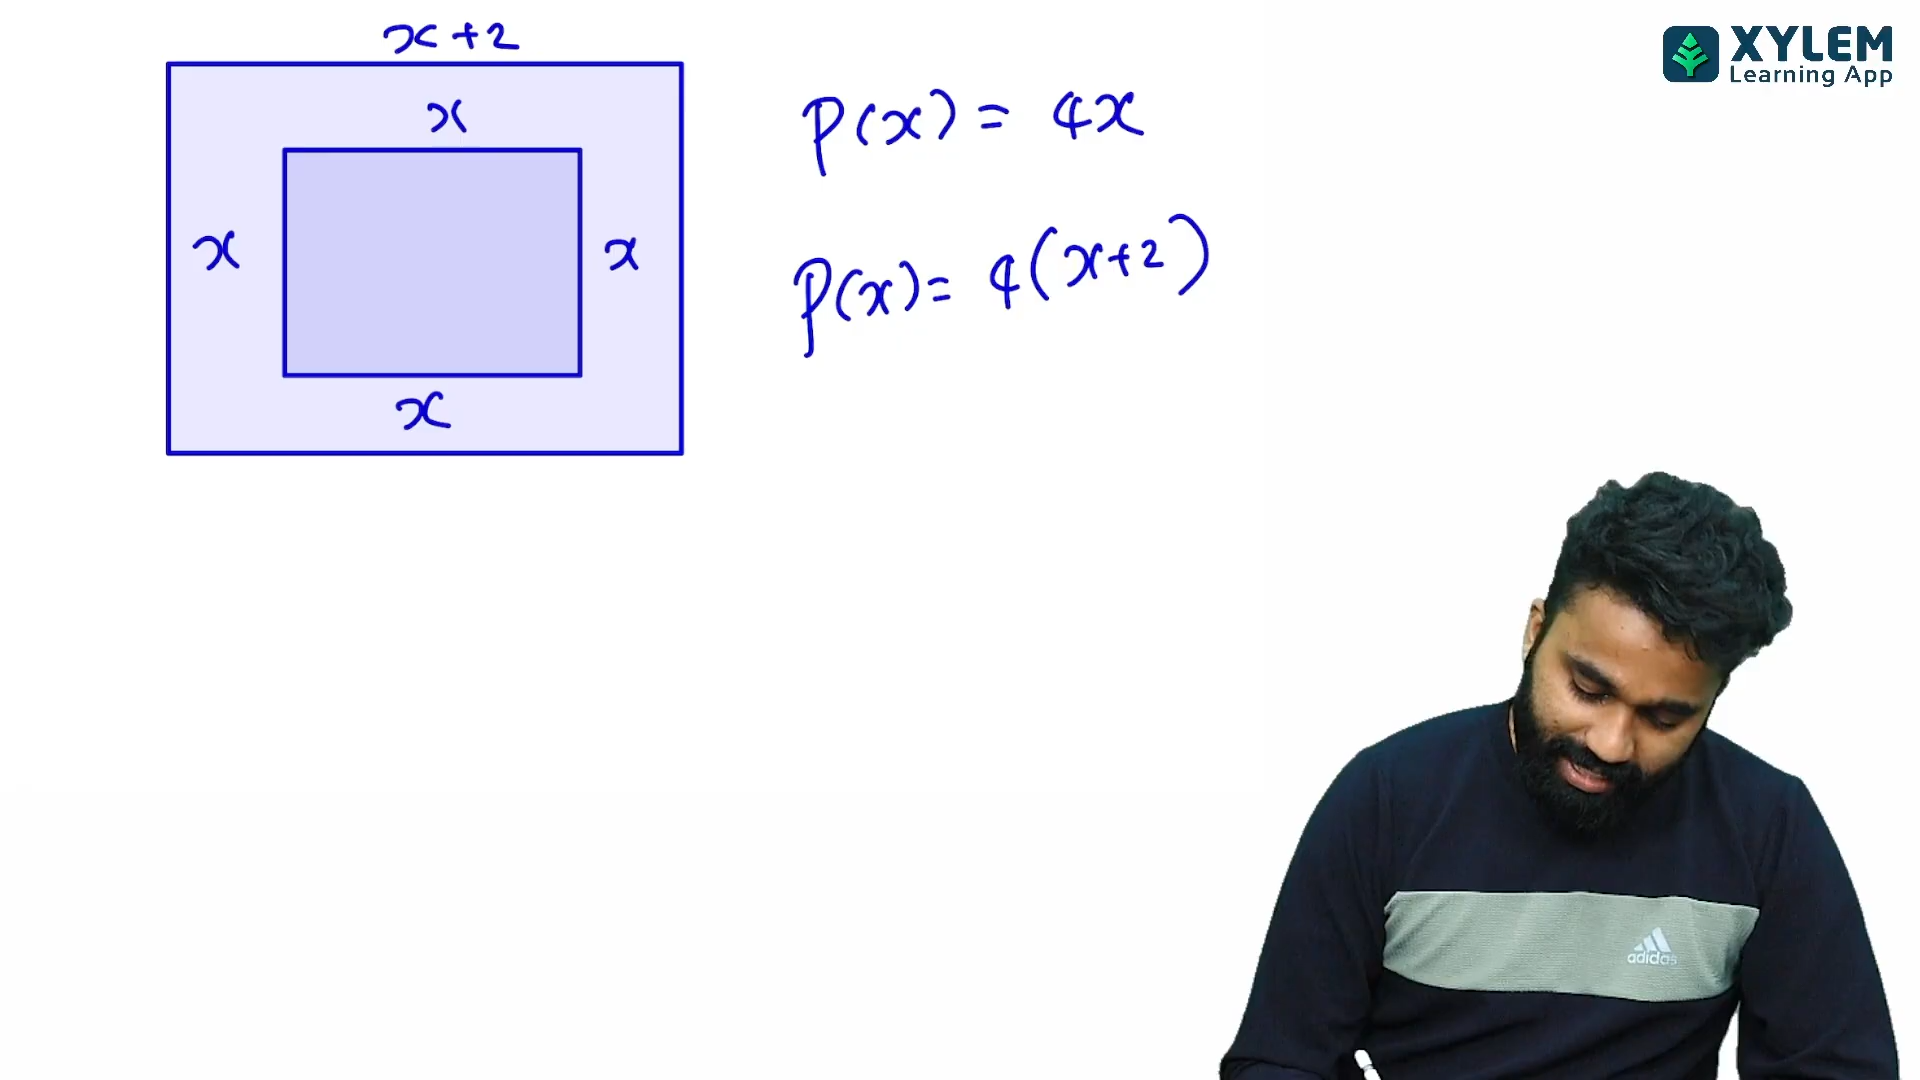 x+2
x
x
x
x
P(x) = 4x
P(x) = 4(x+2)
XYLEM
Learning App
adidas